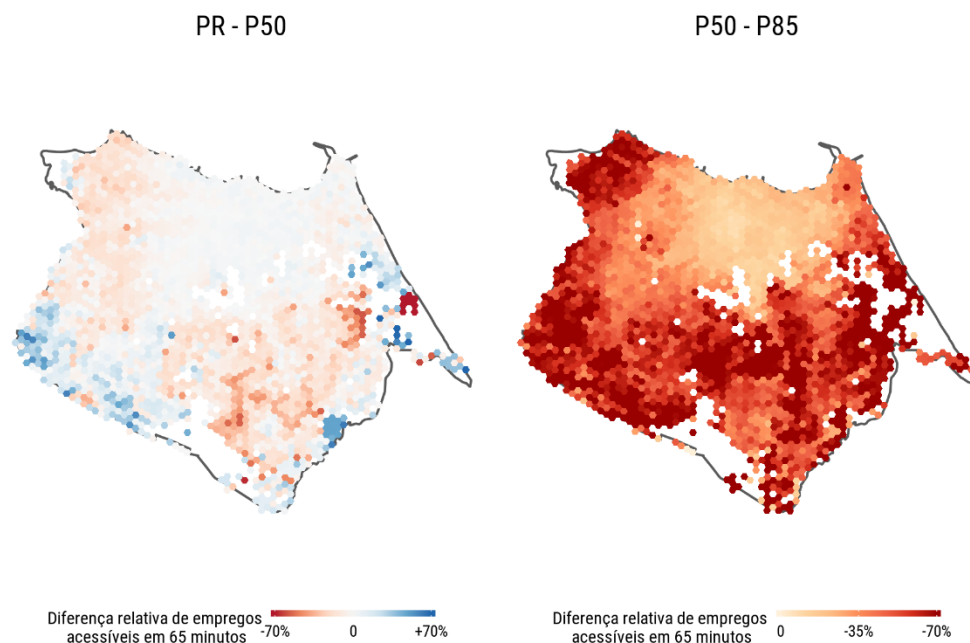 PR - P50
P50 - P85
Diferença relativa de empregos
acessíveis em 65 minutos
-70%
0
+70%
Diferença relativa de empregos
acessíveis em 65 minutos
0
-35%
-70%